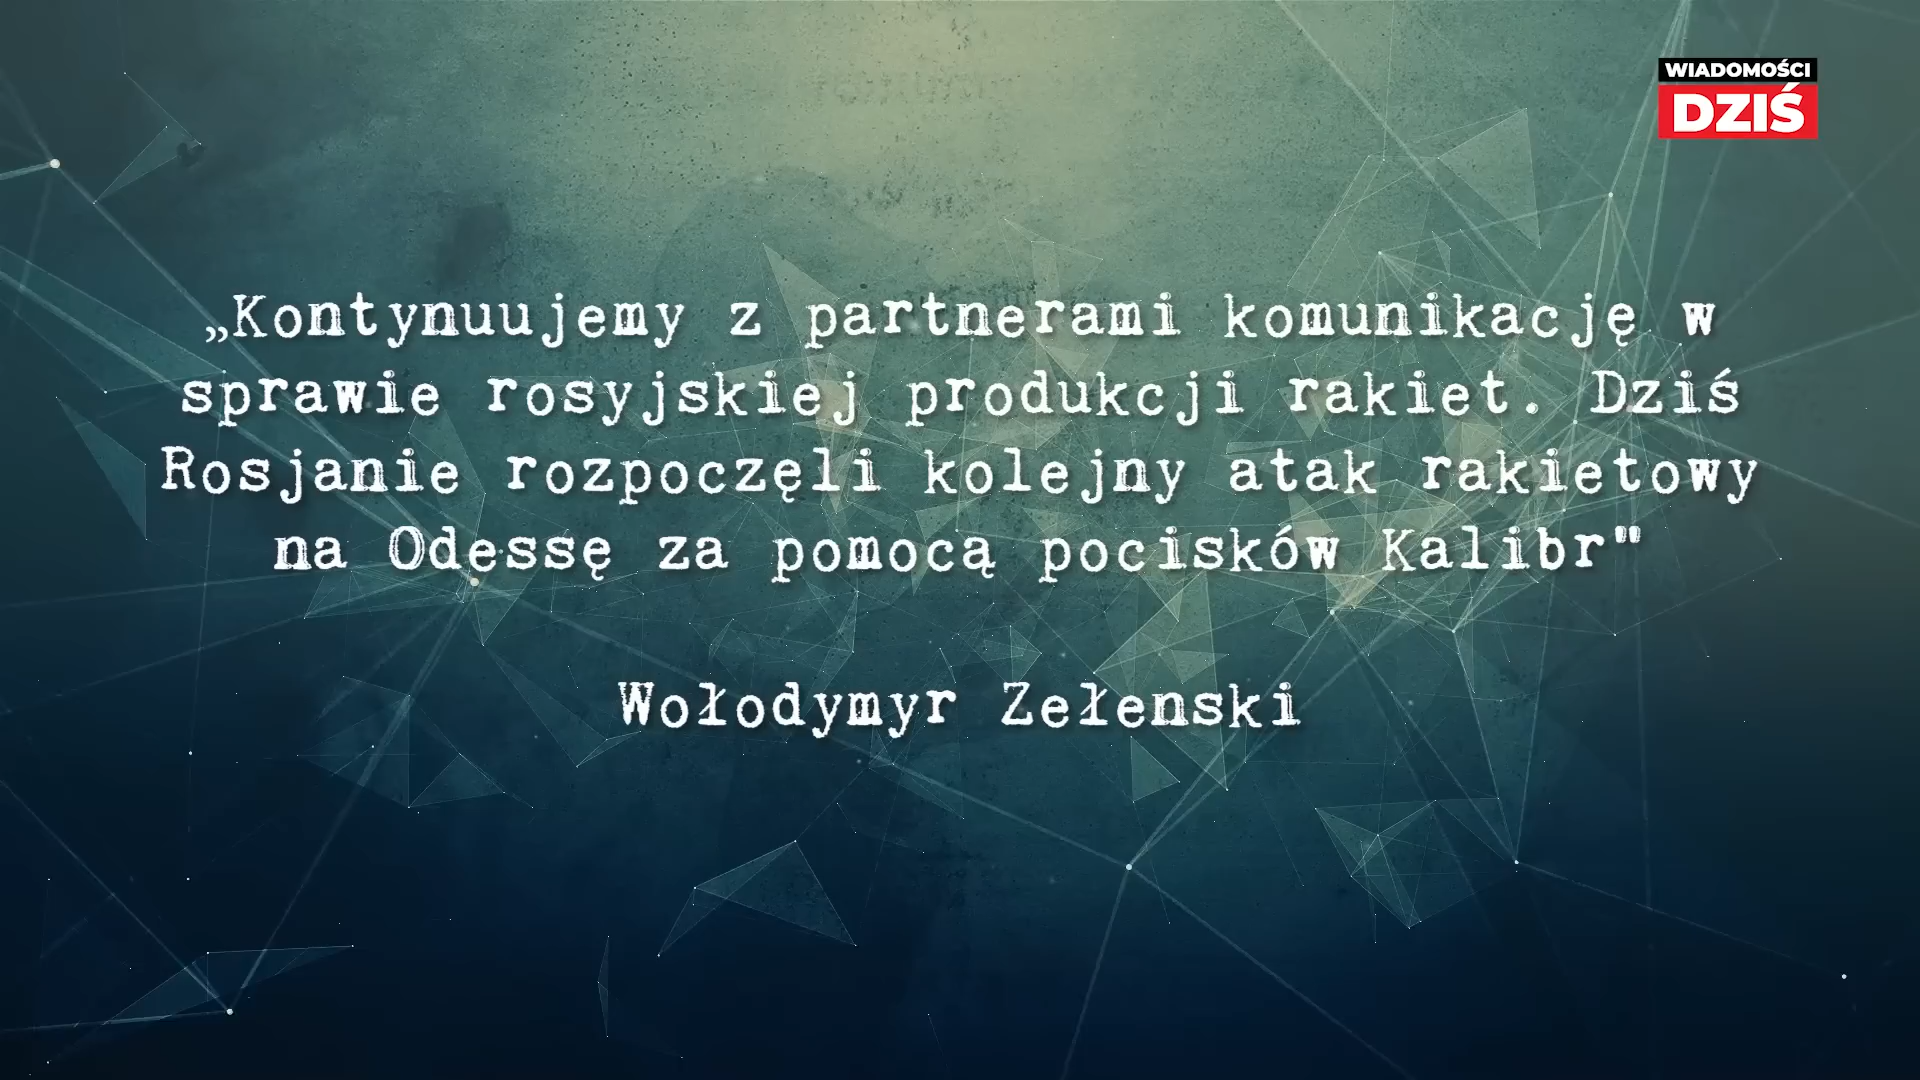 WIADOMOŚCI
DZIŚ
„Kontynuujemy z partnerami komunikację w
sprawie rosyjskiej produkcji rakiet. Dziś
Rosjanie rozpoczęli kolejny atak rakietowy
na Odessę za pomocą pocisków Kalibr"
Wołodymyr Zełenski